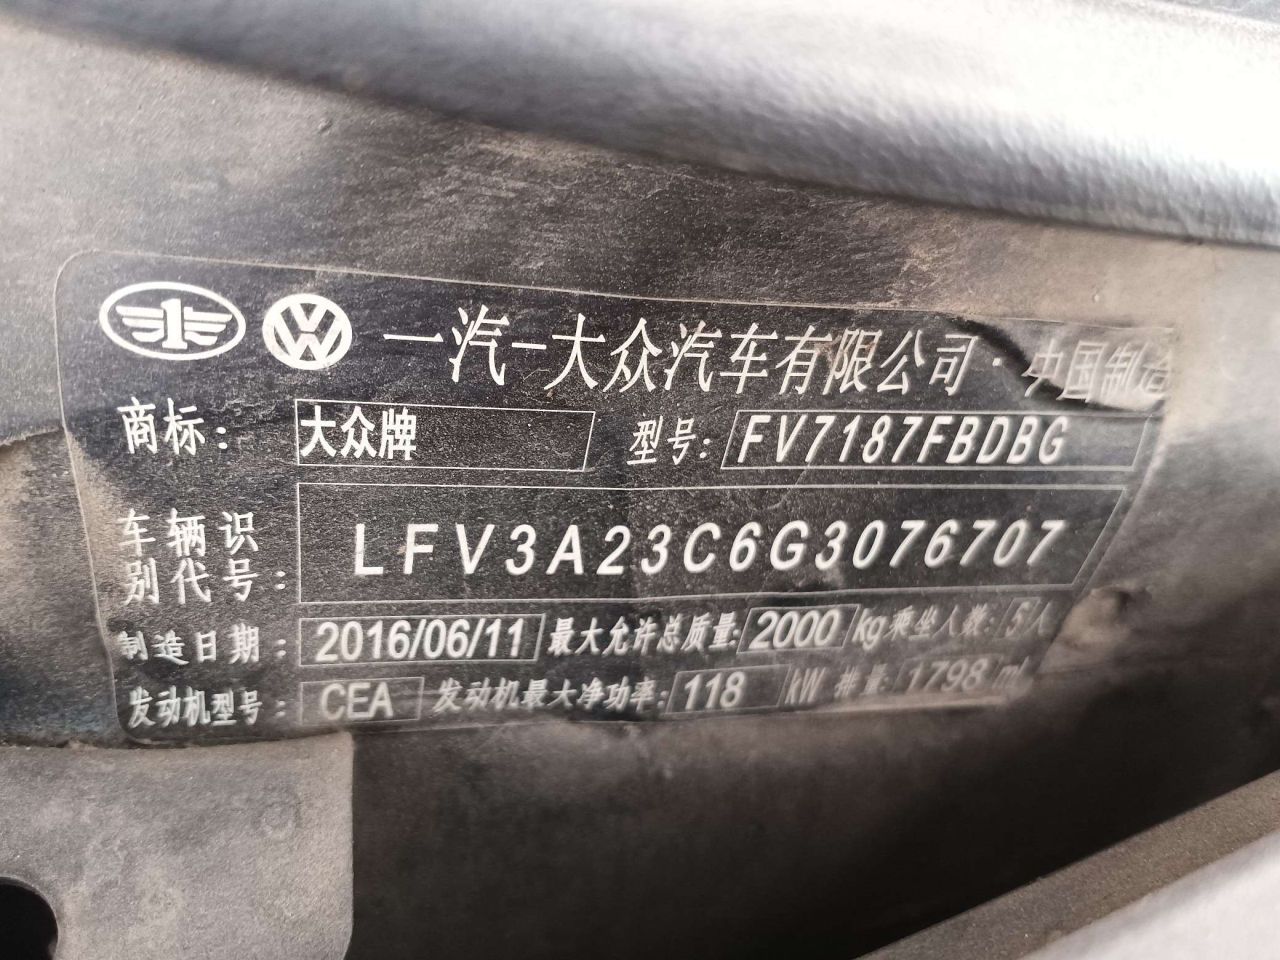 一汽-大众汽车有限公司·中国制造
商标: 大众牌 型号: FV7187FBDBG
车辆识别代号: LFV3A23C6G3076707
制造日期: 2016/06/11 最大允许总质量: 2000 kg 乘坐人数: 5人
发动机型号: CEA 发动机最大净功率: 118 kW 排量: 1798 ml